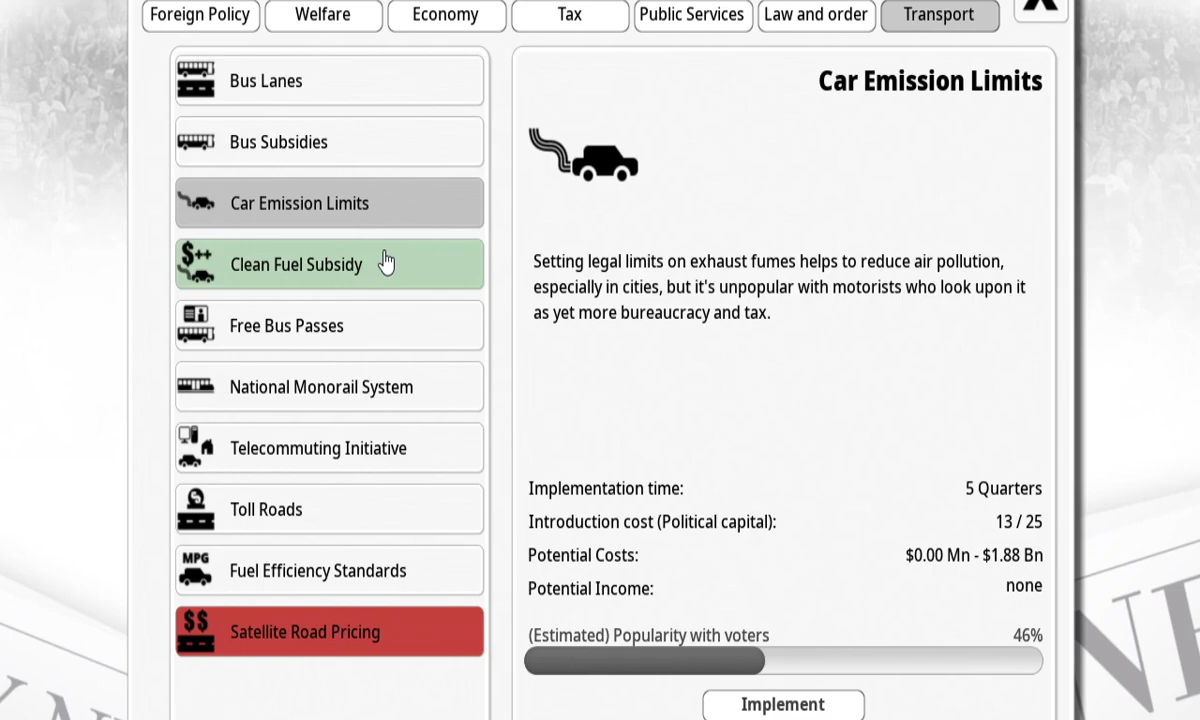 Foreign Policy
Welfare
Economy
Tax
Public Services
Law and order
Transport
X
Bus Lanes
Bus Subsidies
Car Emission Limits
$++
Clean Fuel Subsidy
Free Bus Passes
National Monorail System
Telecommuting Initiative
Toll Roads
MPG
Fuel Efficiency Standards
$$
Satellite Road Pricing
Car Emission Limits
Setting legal limits on exhaust fumes helps to reduce air pollution,
especially in cities, but it's unpopular with motorists who look upon it
as yet more bureaucracy and tax.
Implementation time: 5 Quarters
Introduction cost (Political capital): 13 / 25
Potential Costs: $0.00 Mn - $1.88 Bn
Potential Income: none
(Estimated) Popularity with voters 46%
Implement